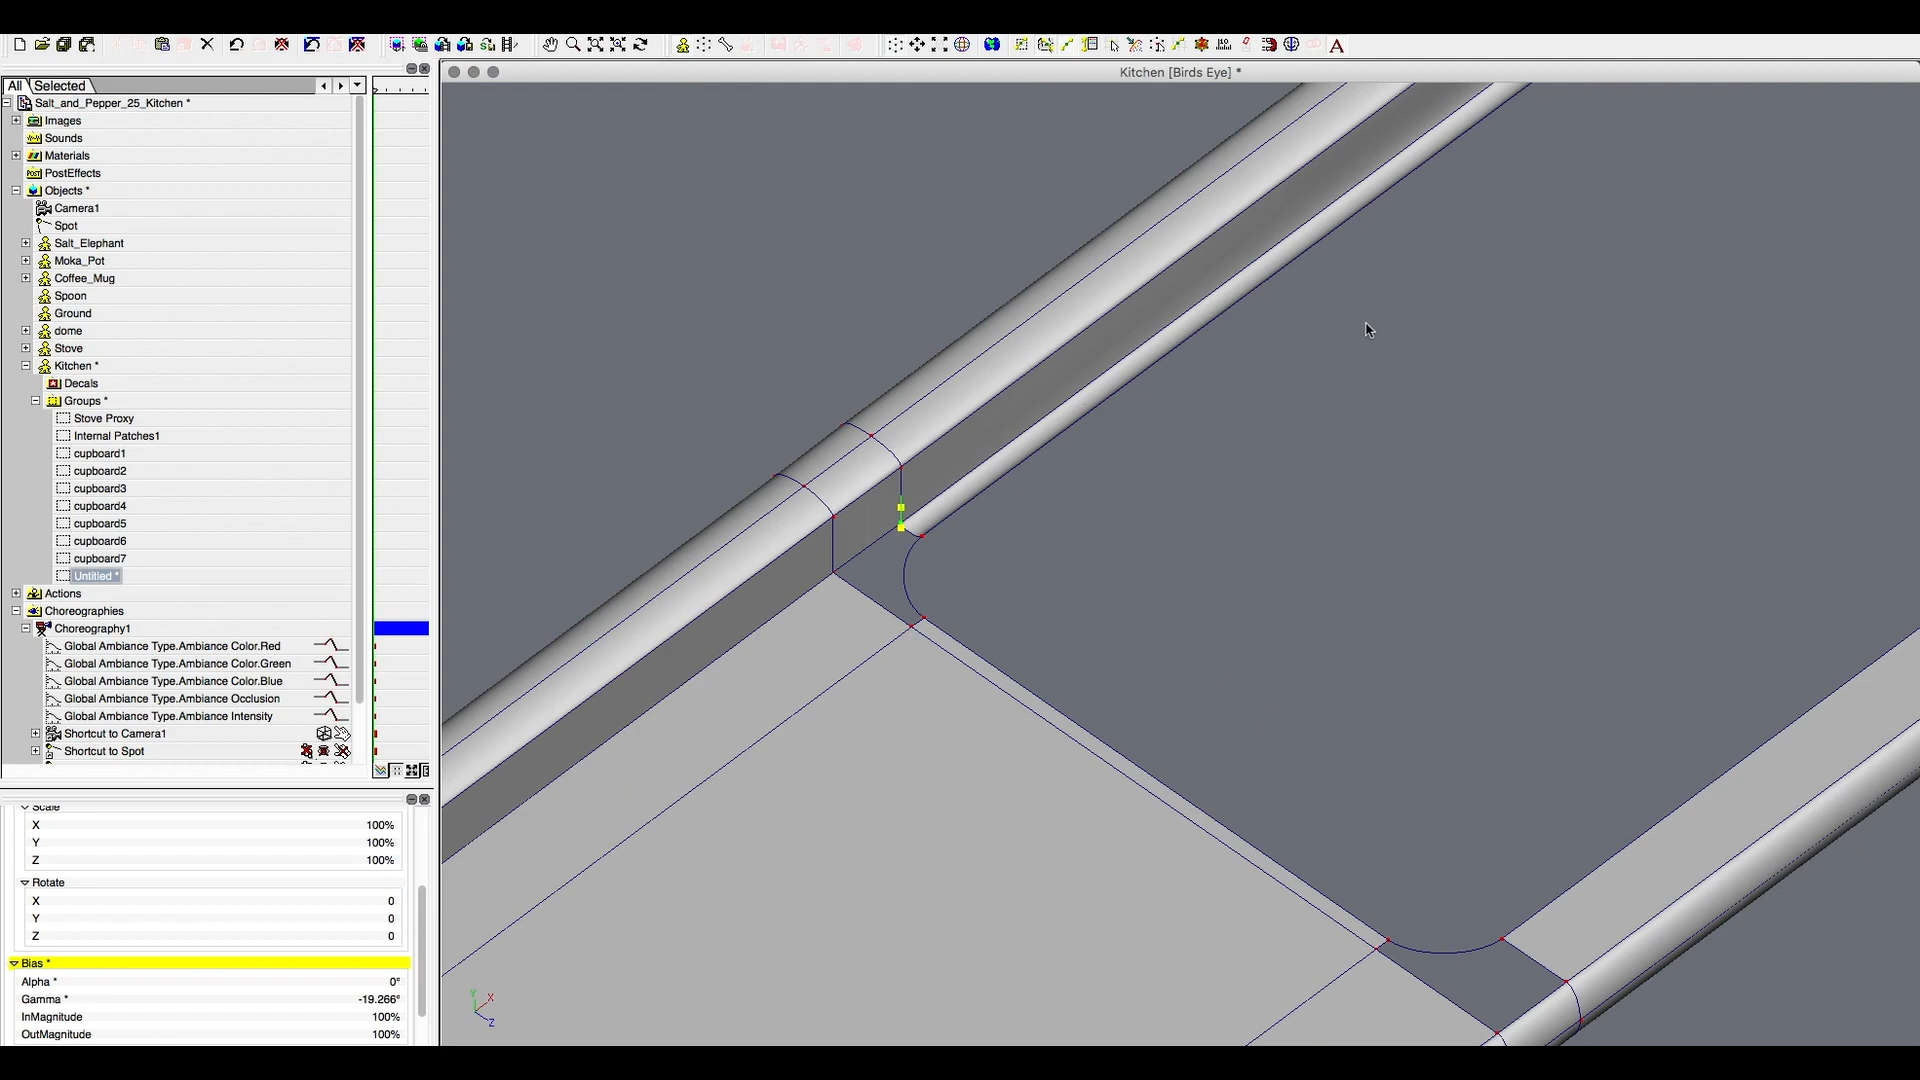 Kitchen [Birds Eye] *
All
Selected
Salt_and_Pepper_25_Kitchen *
Images
Sounds
Materials
PostEffects
Objects *
Camera1
Spot
Salt_Elephant
Moka_Pot
Coffee_Mug
Spoon
Ground
dome
Stove
Kitchen *
Decals
Groups *
Stove Proxy
Internal Patches1
cupboard1
cupboard2
cupboard3
cupboard4
cupboard5
cupboard6
cupboard7
Untitled *
Actions
Choreographies
Choreography1
Global Ambiance Type.Ambiance Color.Red
Global Ambiance Type.Ambiance Color.Green
Global Ambiance Type.Ambiance Color.Blue
Global Ambiance Type.Ambiance Occlusion
Global Ambiance Type.Ambiance Intensity
Shortcut to Camera1
Shortcut to Spot
Scale
X 100%
Y 100%
Z 100%
Rotate
X 0
Y 0
Z 0
Bias *
Alpha * 0°
Gamma * -19.266°
InMagnitude 100%
OutMagnitude 100%
Y X
Z